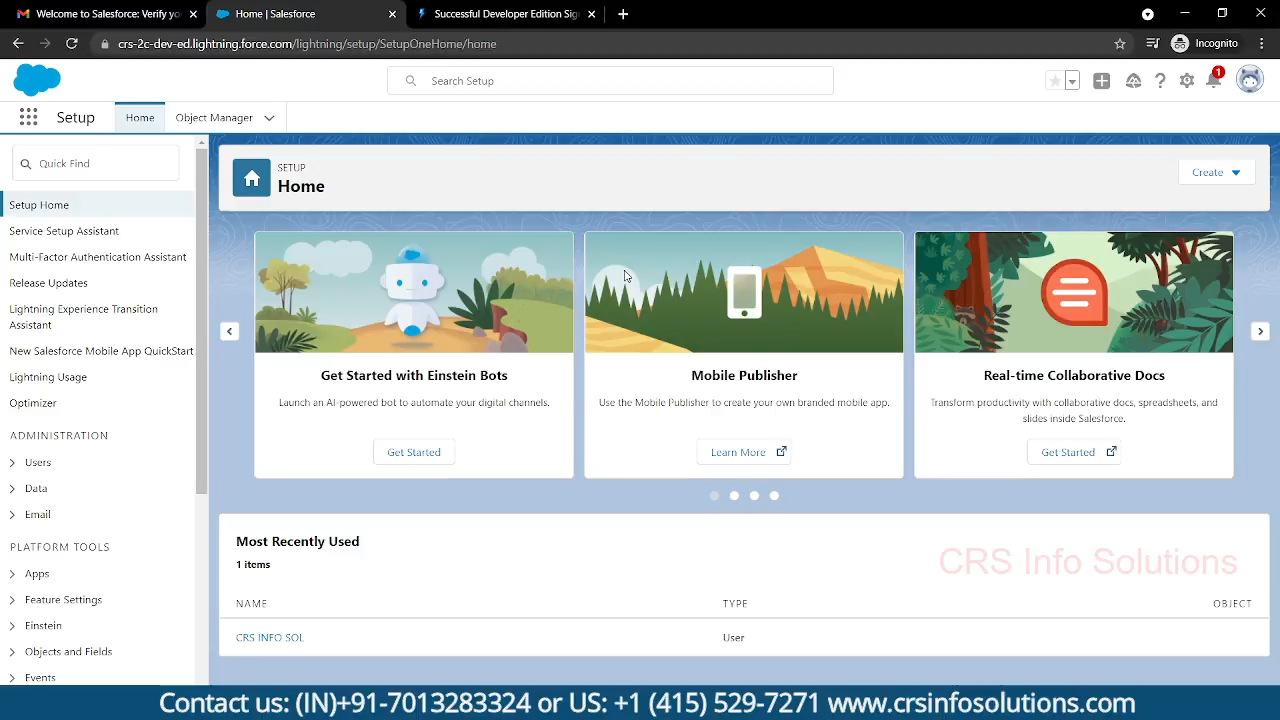 Welcome to Salesforce: Verify yo
Home | Salesforce
Successful Developer Edition Sig
crs-2c-dev-ed.lightning.force.com/lightning/setup/SetupOneHome/home
Incognito
Search Setup
1
Setup
Home
Object Manager
Quick Find
Setup Home
Service Setup Assistant
Multi-Factor Authentication Assistant
Release Updates
Lightning Experience Transition
Assistant
New Salesforce Mobile App QuickStart
Lightning Usage
Optimizer
ADMINISTRATION
Users
Data
Email
PLATFORM TOOLS
Apps
Feature Settings
Einstein
Objects and Fields
Events
SETUP
Home
Create
Get Started with Einstein Bots
Launch an AI-powered bot to automate your digital channels.
Get Started
Mobile Publisher
Use the Mobile Publisher to create your own branded mobile app.
Learn More
Real-time Collaborative Docs
Transform productivity with collaborative docs, spreadsheets, and
slides inside Salesforce.
Get Started
Most Recently Used
1 items
CRS Info Solutions
NAME TYPE OBJECT
CRS INFO SOL User
Contact us: (IN)+91-7013283324 or US: +1 (415) 529-7271 www.crsinfosolutions.com